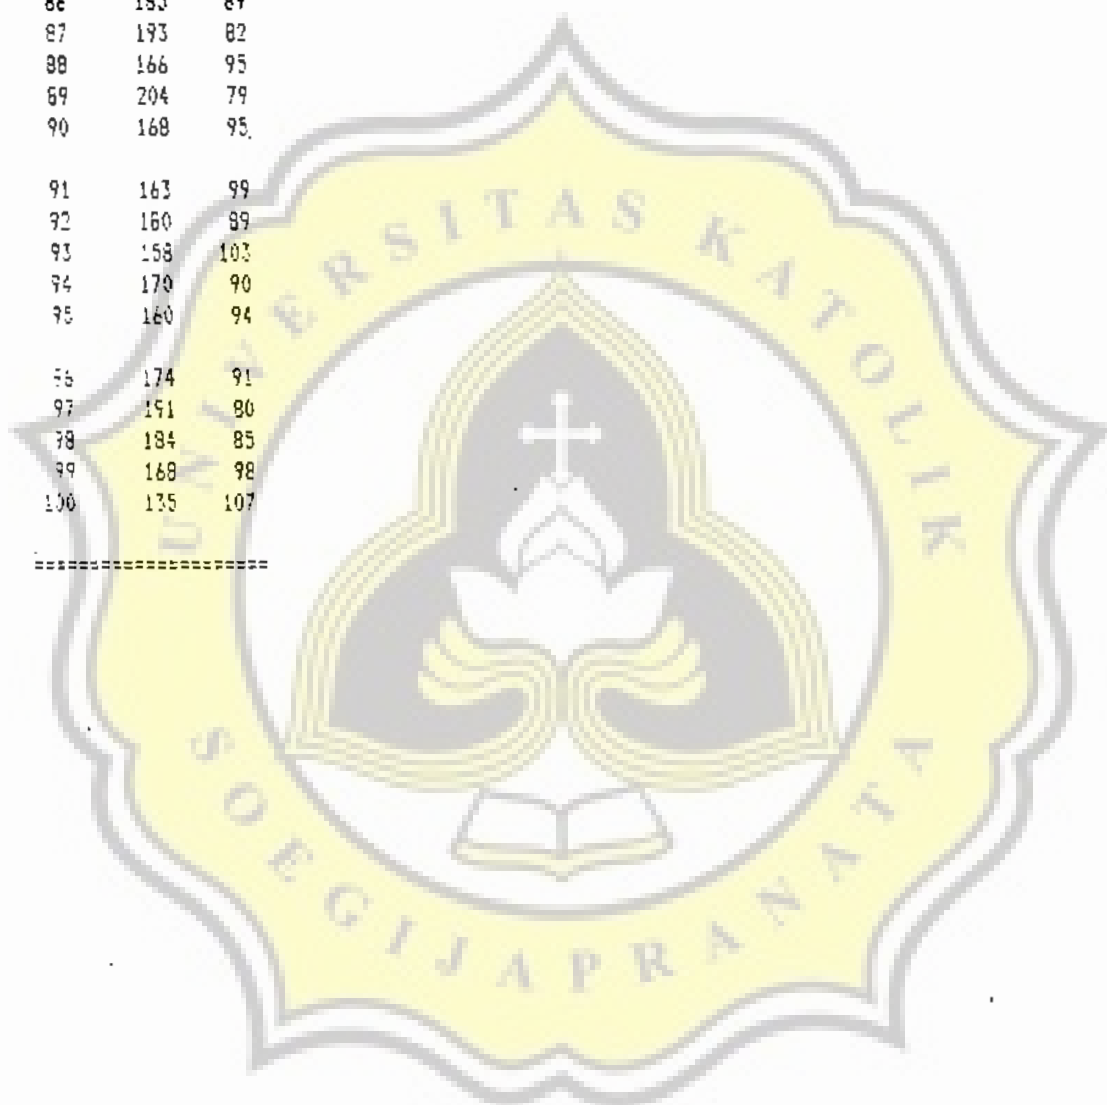 87 193 82
88 166 95
89 204 79
90 168 95
91 163 99
92 180 89
93 158 103
94 170 90
95 160 94
96 174 91
97 191 80
98 184 85
99 168 98
100 135 107
=====================
UNIVERSITAS KATOLIK
SOEGIJAPRANATA